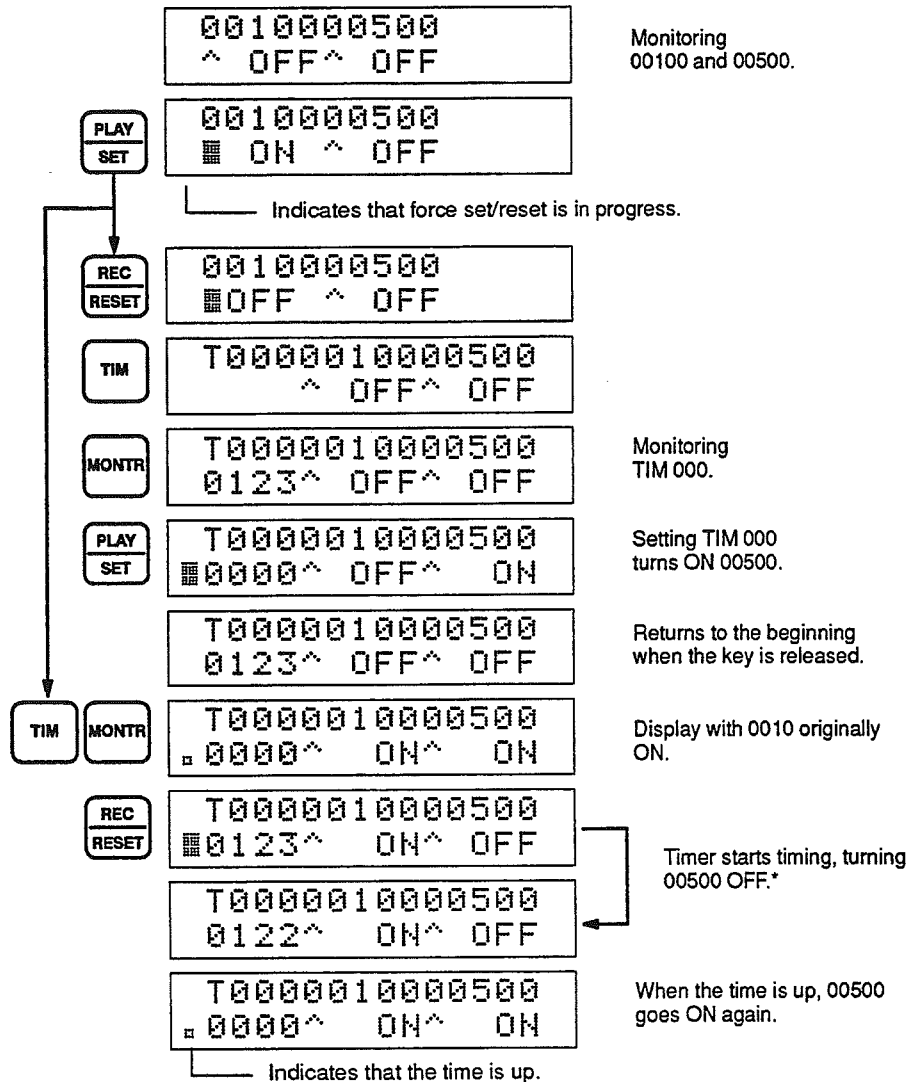 0010000500
^ OFF^ OFF
Monitoring
00100 and 00500.
PLAY
SET
0010000500
ON ^ OFF
Indicates that force set/reset is in progress.
REC
RESET
0010000500
OFF ^ OFF
TIM
T0000010000500
^ OFF^ OFF
MONTR
T0000010000500
0123^ OFF^ OFF
Monitoring
TIM 000.
PLAY
SET
T0000010000500
0000^ OFF^ ON
Setting TIM 000
turns ON 00500.
T0000010000500
0123^ OFF^ OFF
Returns to the beginning
when the key is released.
TIM
MONTR
T0000010000500
0000^ ON^ ON
Display with 0010 originally
ON.
REC
RESET
T0000010000500
0123^ ON^ OFF
Timer starts timing, turning
00500 OFF.*
T0000010000500
0122^ ON^ OFF
T0000010000500
0000^ ON^ ON
When the time is up, 00500
goes ON again.
Indicates that the time is up.